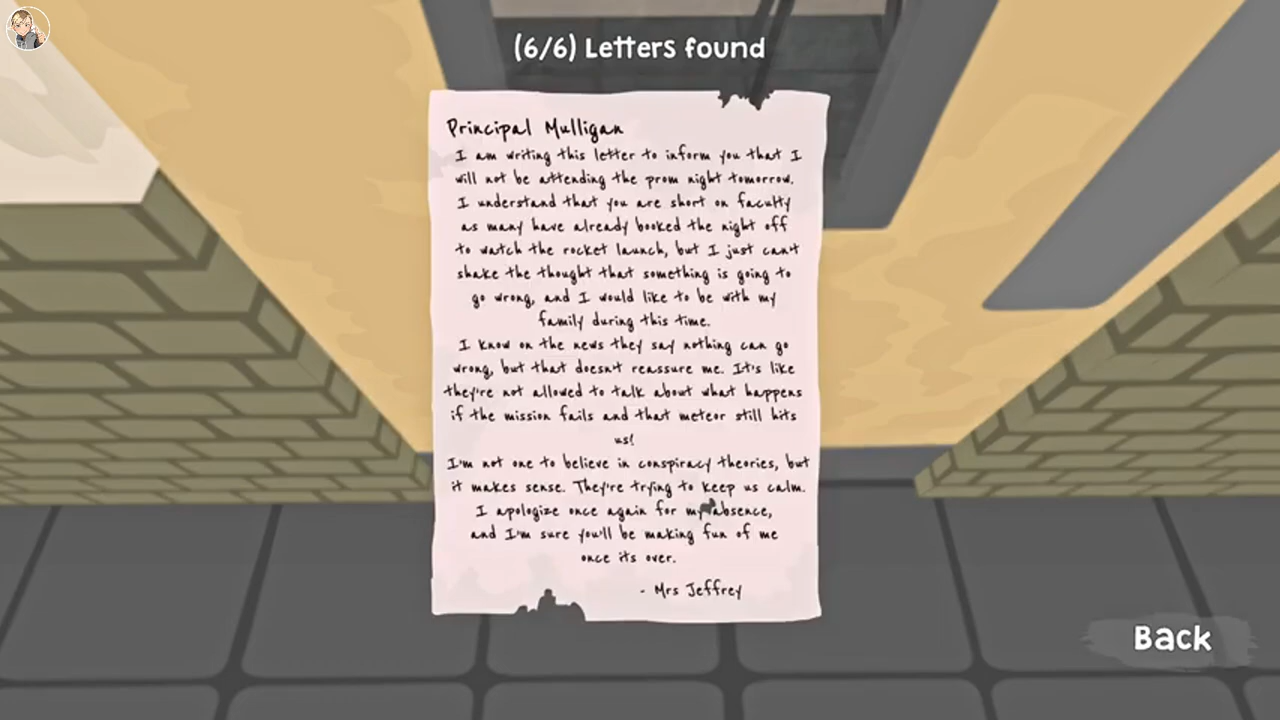 (6/6) Letters found
Principal Mulligan
I am writing this letter to inform you that I
will not be attending the prom night tomorrow.
I understand that you are short on faculty
as many have already booked the night off
to watch the rocket launch, but I just can't
shake the thought that something is going to
go wrong, and I would like to be with my
family during this time.
I know on the news they say nothing can go
wrong, but that doesn't reassure me. It's like
they're not allowed to talk about what happens
if the mission fails and that meteor still hits
us!
I'm not one to believe in conspiracy theories, but
it makes sense. They're trying to keep us calm.
I apologize once again for my absence,
and I'm sure you'll be making fun of me
once its over.
- Mrs Jeffrey
Back